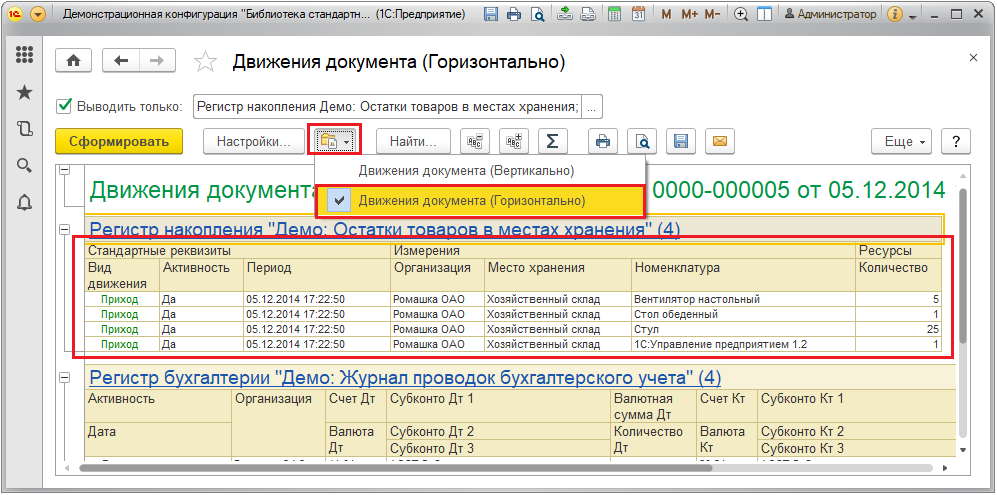 Демонстрационная конфигурация "Библиотека стандартн... (1С:Предприятие) M M+ M− Администратор
Движения документа (Горизонтально)
Выводить только: Регистр накопления Демо: Остатки товаров в местах хранения; ...
Сформировать Настройки... Найти... Σ Еще ?
Движения документа (Вертикально)
Движения документа (Горизонтально)
Движения документа 0000-000005 от 05.12.2014
Регистр накопления "Демо: Остатки товаров в местах хранения" (4)
Стандартные реквизиты Измерения Ресурсы
Вид движения Активность Период Организация Место хранения Номенклатура Количество
Приход Да 05.12.2014 17:22:50 Ромашка ОАО Хозяйственный склад Вентилятор настольный 5
Приход Да 05.12.2014 17:22:50 Ромашка ОАО Хозяйственный склад Стол обеденный 1
Приход Да 05.12.2014 17:22:50 Ромашка ОАО Хозяйственный склад Стул 25
Приход Да 05.12.2014 17:22:50 Ромашка ОАО Хозяйственный склад 1С:Управление предприятием 1.2 1
Регистр бухгалтерии "Демо: Журнал проводок бухгалтерского учета" (4)
Активность Организация Счет Дт Субконто Дт 1 Валютная сумма Дт Счет Кт Субконто Кт 1
Дата Валюта Дт Субконто Дт 2 Количество Дт Валюта Кт Субконто Кт 2
Субконто Дт 3 Субконто Кт 3